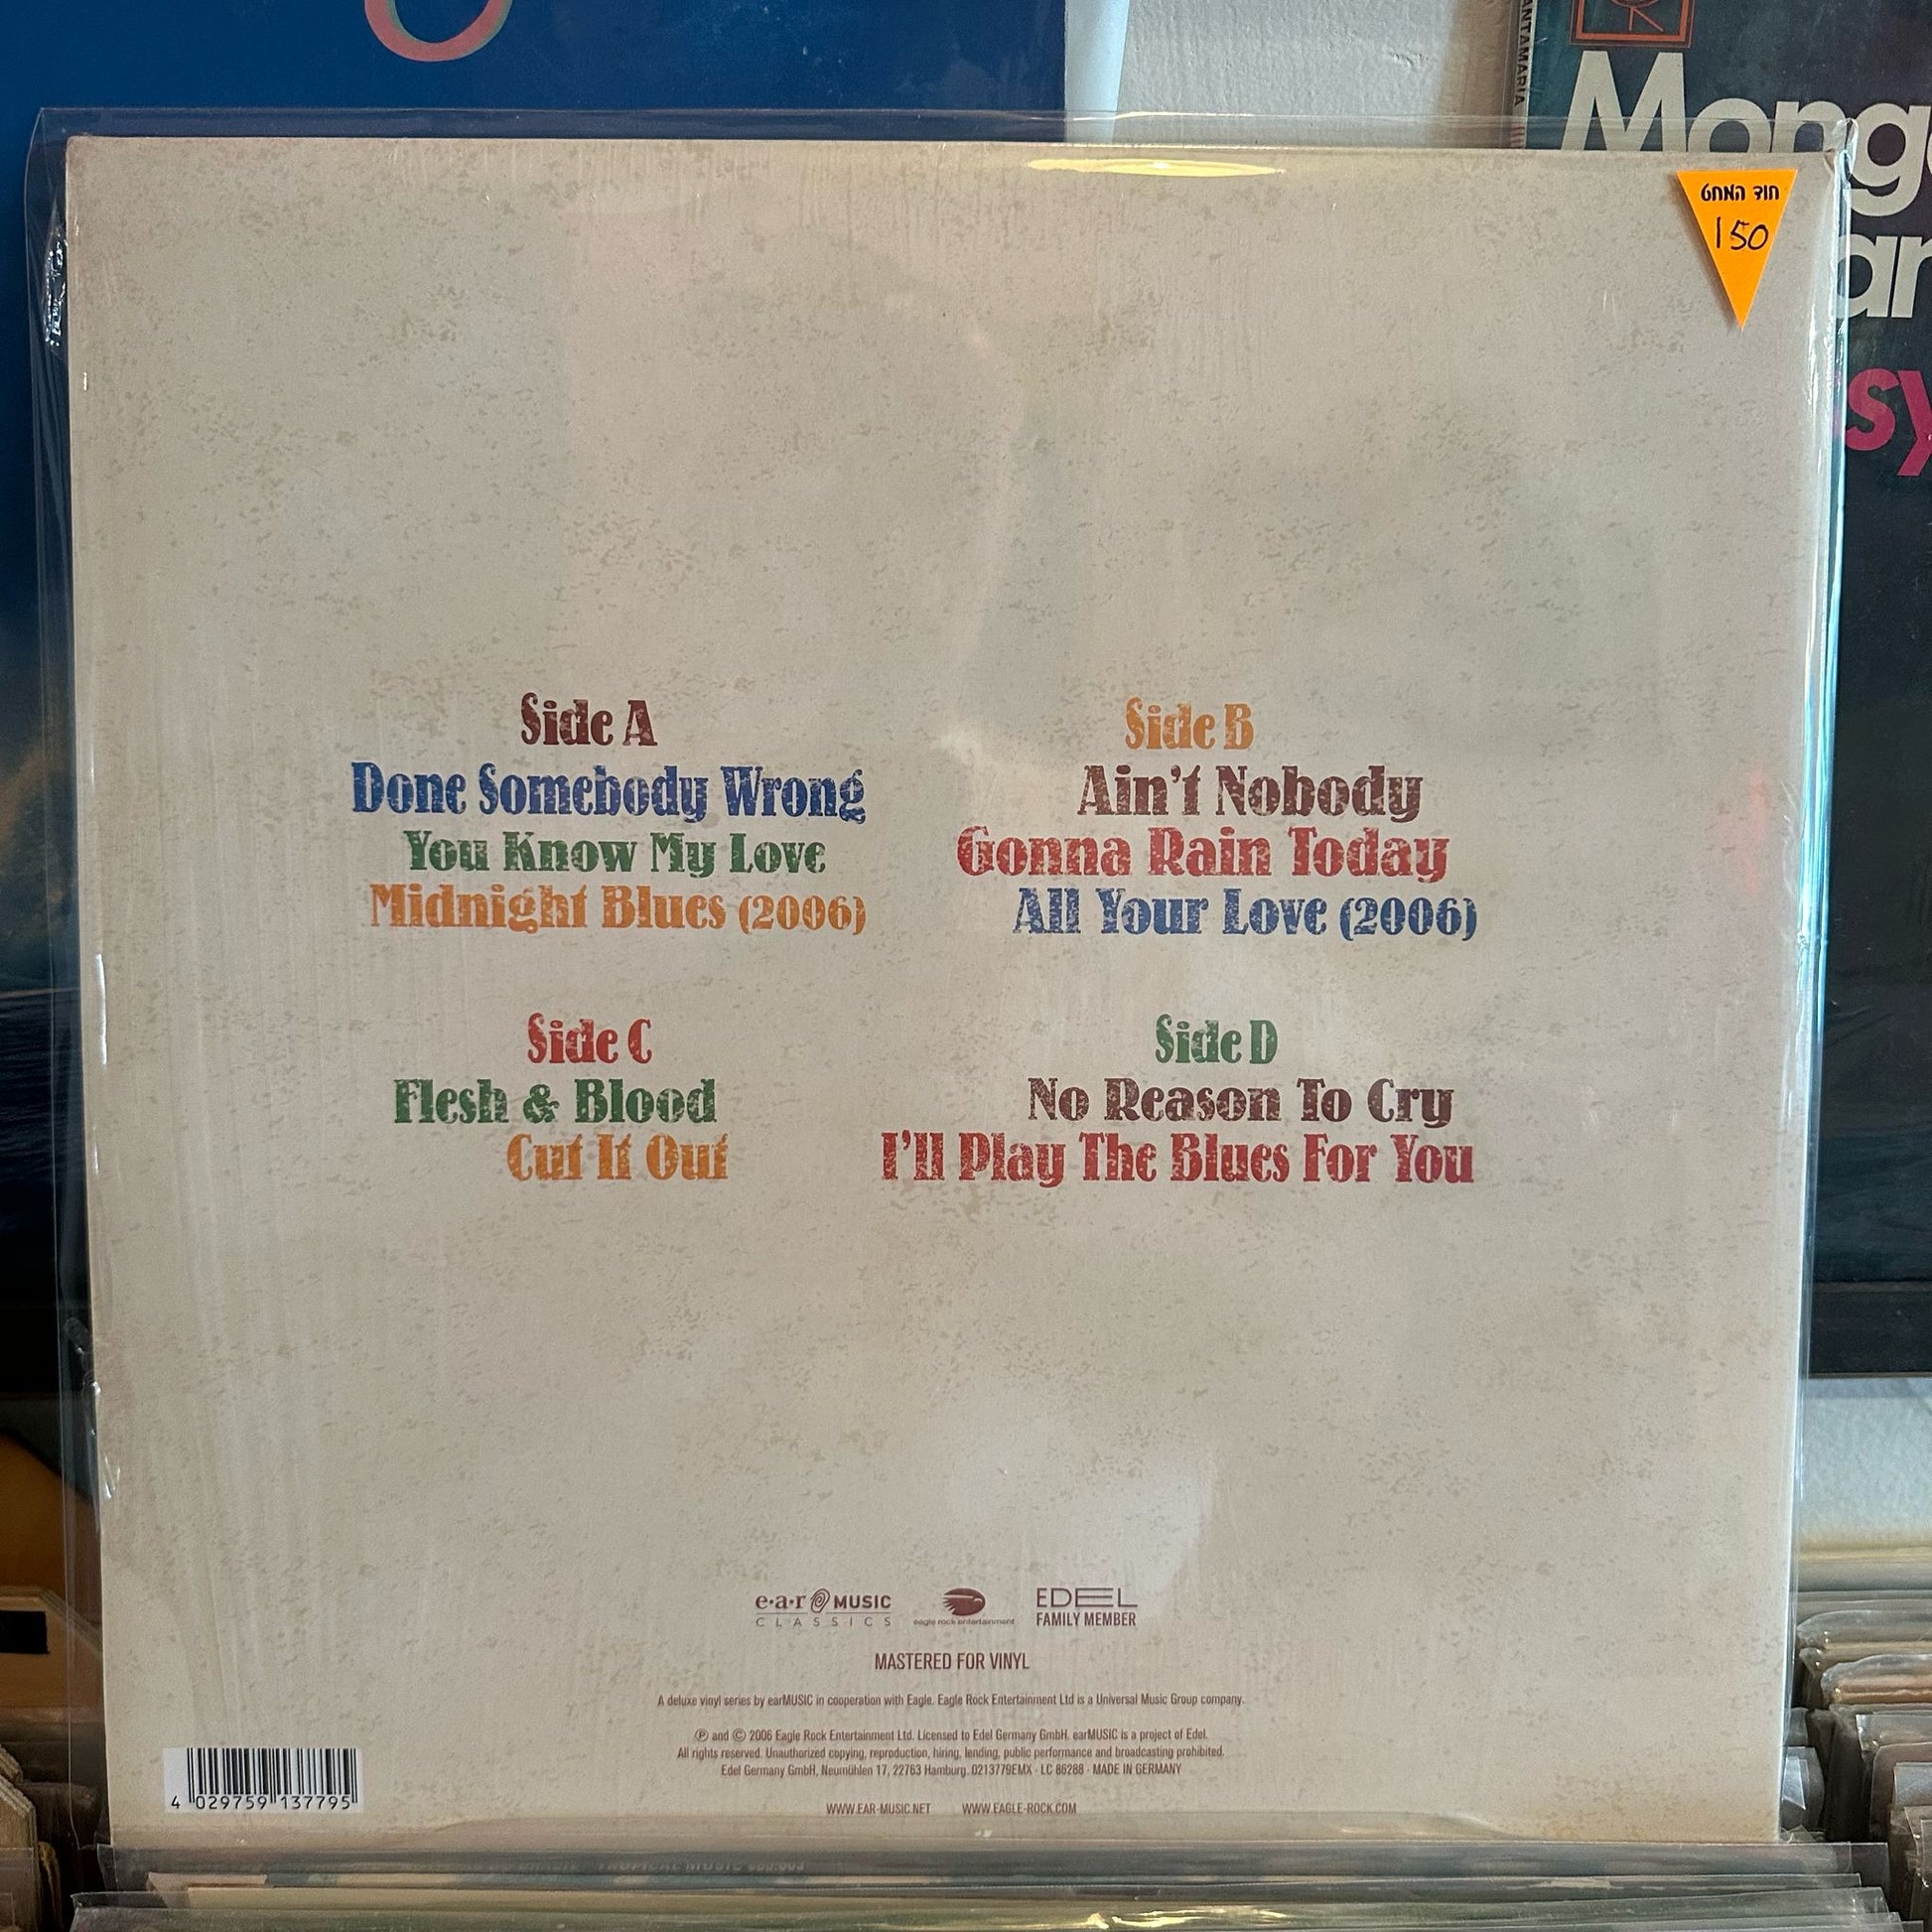 ANTAMARIA
Mongo
חוד המחט
150
Side A
Done Somebody Wrong
You Know My Love
Midnight Blues (2006)
Side B
Ain't Nobody
Gonna Rain Today
All Your Love (2006)
Side C
Flesh & Blood
Cut It Out
Side D
No Reason To Cry
I'll Play The Blues For You
e·a·r MUSIC
CLASSICS
eagle rock entertainment
EDEL
FAMILY MEMBER
MASTERED FOR VINYL
A deluxe vinyl series by earMUSIC in cooperation with Eagle. Eagle Rock Entertainment Ltd is a Universal Music Group company.
℗ and © 2006 Eagle Rock Entertainment Ltd. Licensed to Edel Germany GmbH. earMUSIC is a project of Edel.
All rights reserved. Unauthorized copying, reproduction, hiring, lending, public performance and broadcasting prohibited.
Edel Germany GmbH, Neumühlen 17, 22763 Hamburg. 0213779EMX · LC 86288 · MADE IN GERMANY
WWW.EAR-MUSIC.NET WWW.EAGLE-ROCK.COM
4 029759 137795